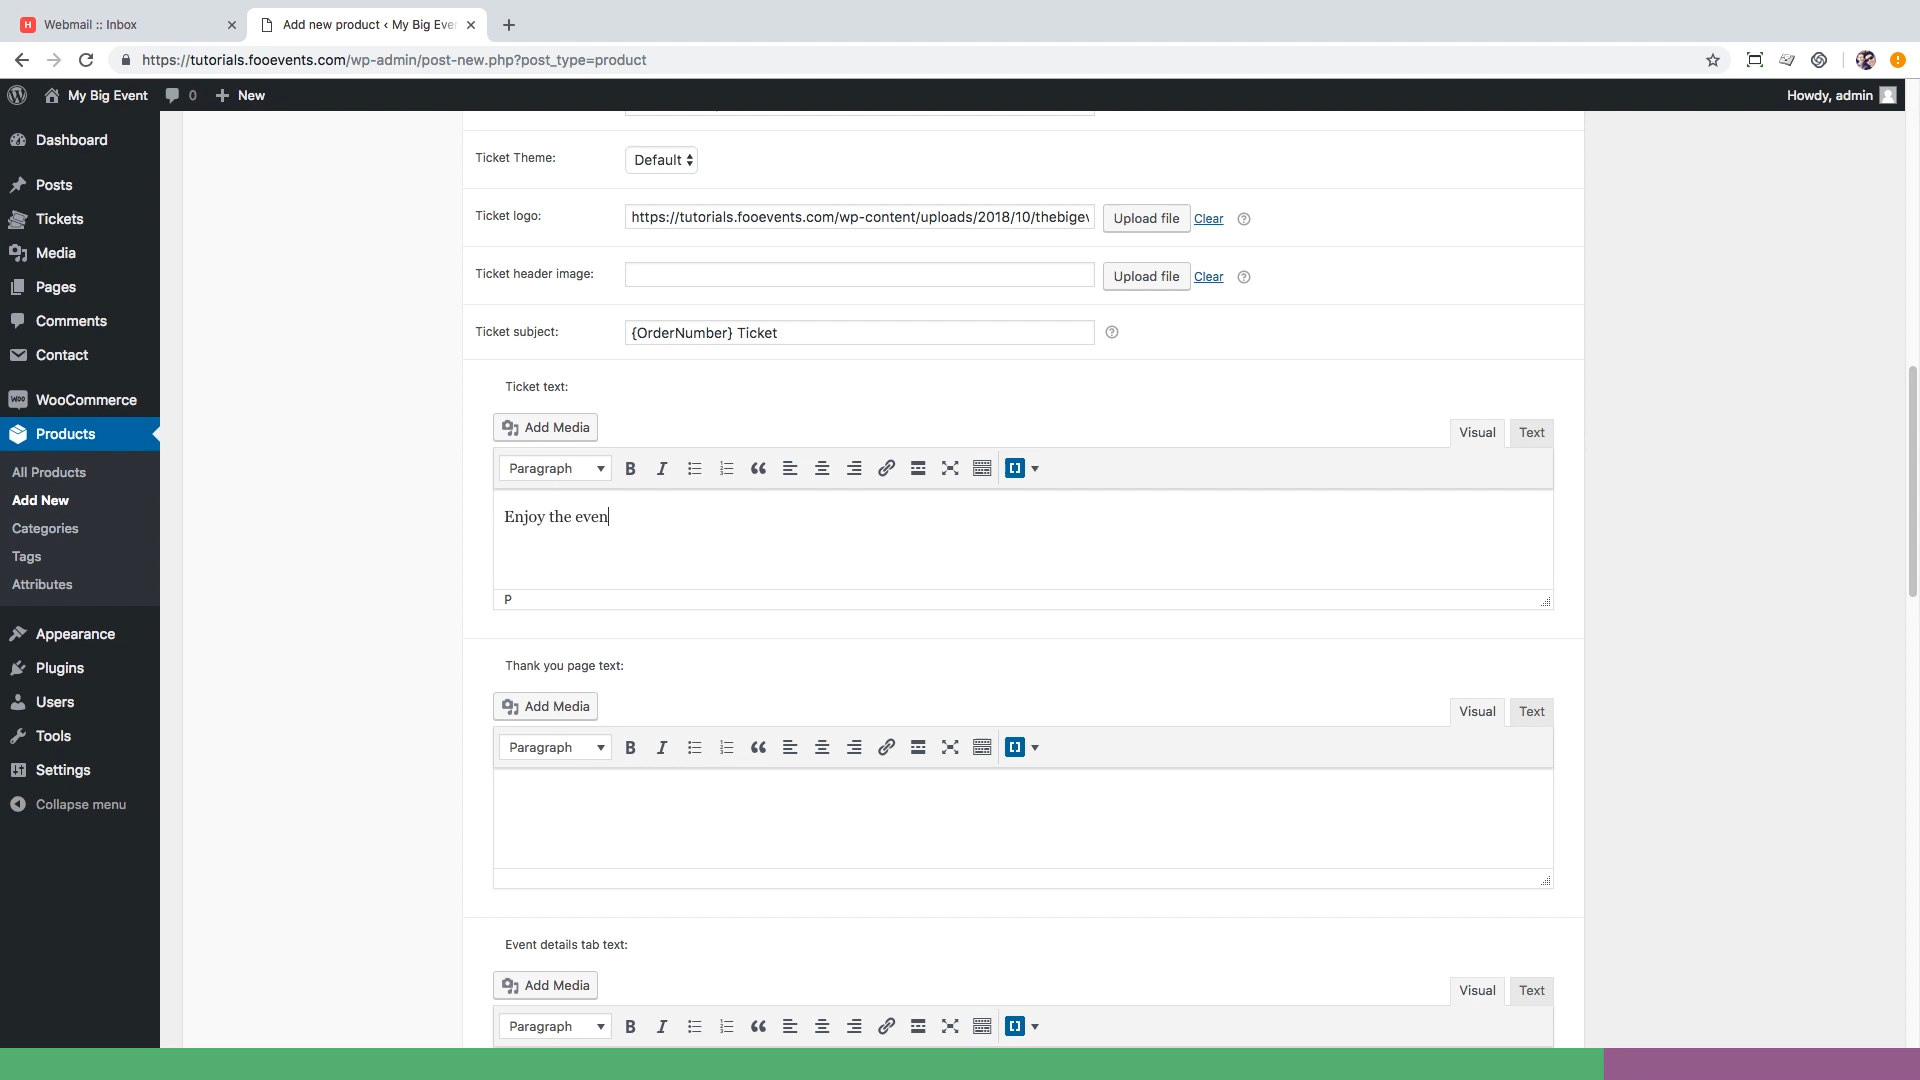 Webmail :: Inbox
Add new product ‹ My Big Eve
https://tutorials.fooevents.com/wp-admin/post-new.php?post_type=product
My Big Event
0
New
Howdy, admin
Dashboard
Posts
Tickets
Media
Pages
Comments
Contact
WooCommerce
Products
All Products
Add New
Categories
Tags
Attributes
Appearance
Plugins
Users
Tools
Settings
Collapse menu
Ticket Theme:
Default
Ticket logo:
https://tutorials.fooevents.com/wp-content/uploads/2018/10/thebigev
Upload file
Clear
Ticket header image:
Upload file
Clear
Ticket subject:
{OrderNumber} Ticket
Ticket text:
Add Media
Visual
Text
Paragraph
B
I
Enjoy the even
P
Thank you page text:
Add Media
Visual
Text
Paragraph
B
I
Event details tab text:
Add Media
Visual
Text
Paragraph
B
I